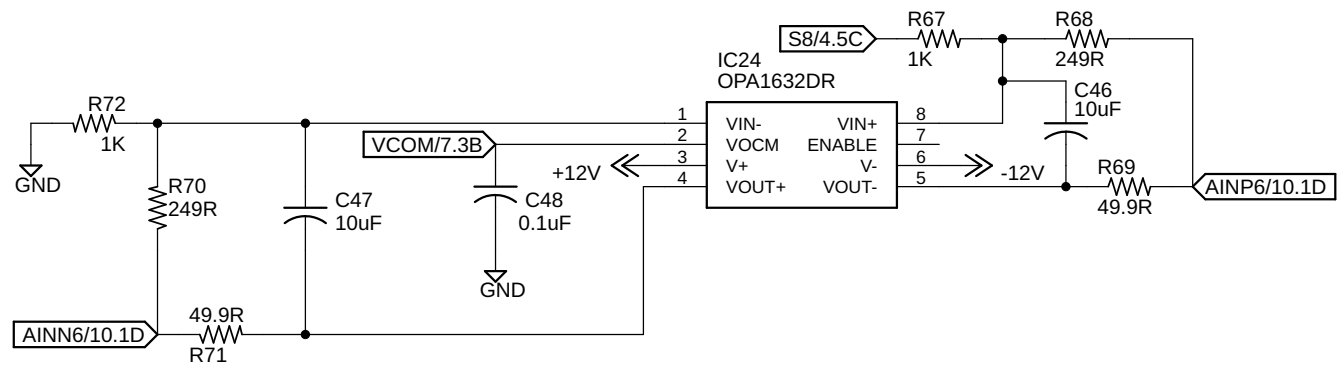 R67
R68
S8/4.5C
1K
249R
IC24
OPA1632DR
C46
10uF
R72
1K
GND
1 VIN- VIN+ 8
2 VOCM ENABLE 7
3 V+ V- 6
4 VOUT+ VOUT- 5
VCOM/7.3B
+12V
-12V
R69
49.9R
AINP6/10.1D
R70
249R
C47
10uF
C48
0.1uF
GND
49.9R
AINN6/10.1D
R71